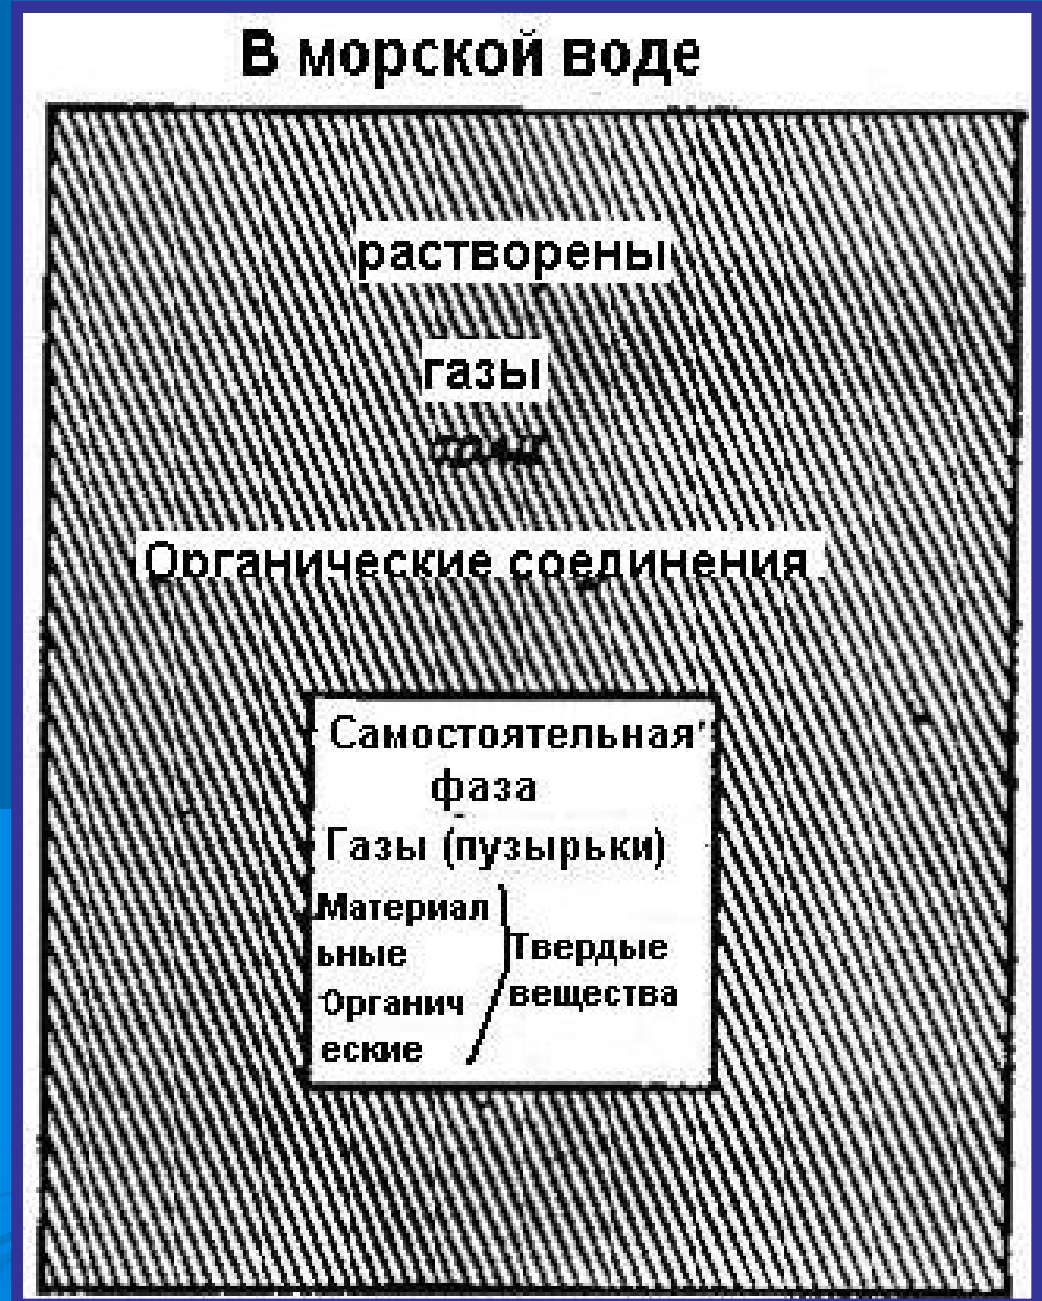 В морской воде
растворены
газы
Органические соединения
Самостоятельная
фаза
Газы (пузырьки)
Материал
ьные
Органич
еские
Твердые
вещества